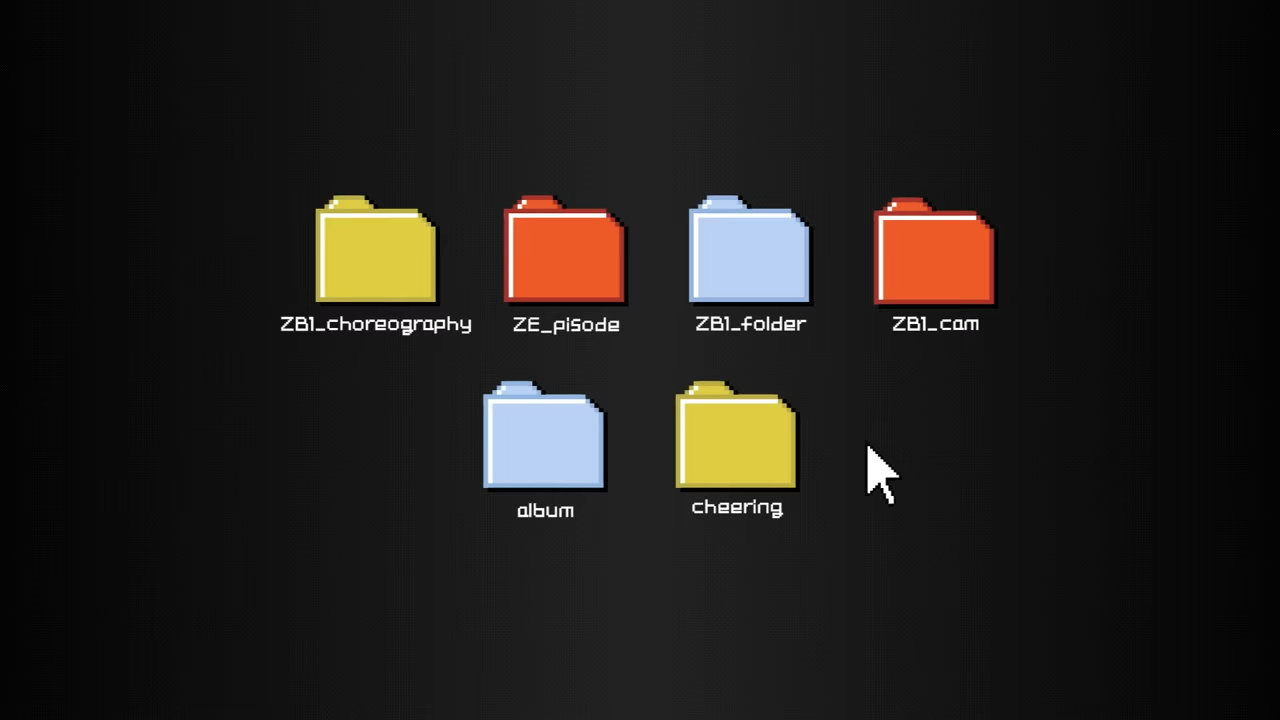 ZB1_choreography
ZE_piSode
ZB1_folder
ZB1_cam
album
cheering